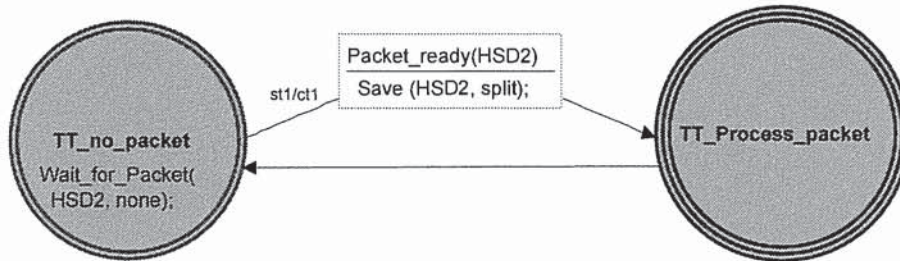 Packet_ready(HSD2)
Save (HSD2, split);
st1/ct1
TT_no_packet
Wait_for_Packet(
HSD2, none);
TT_Process_packet